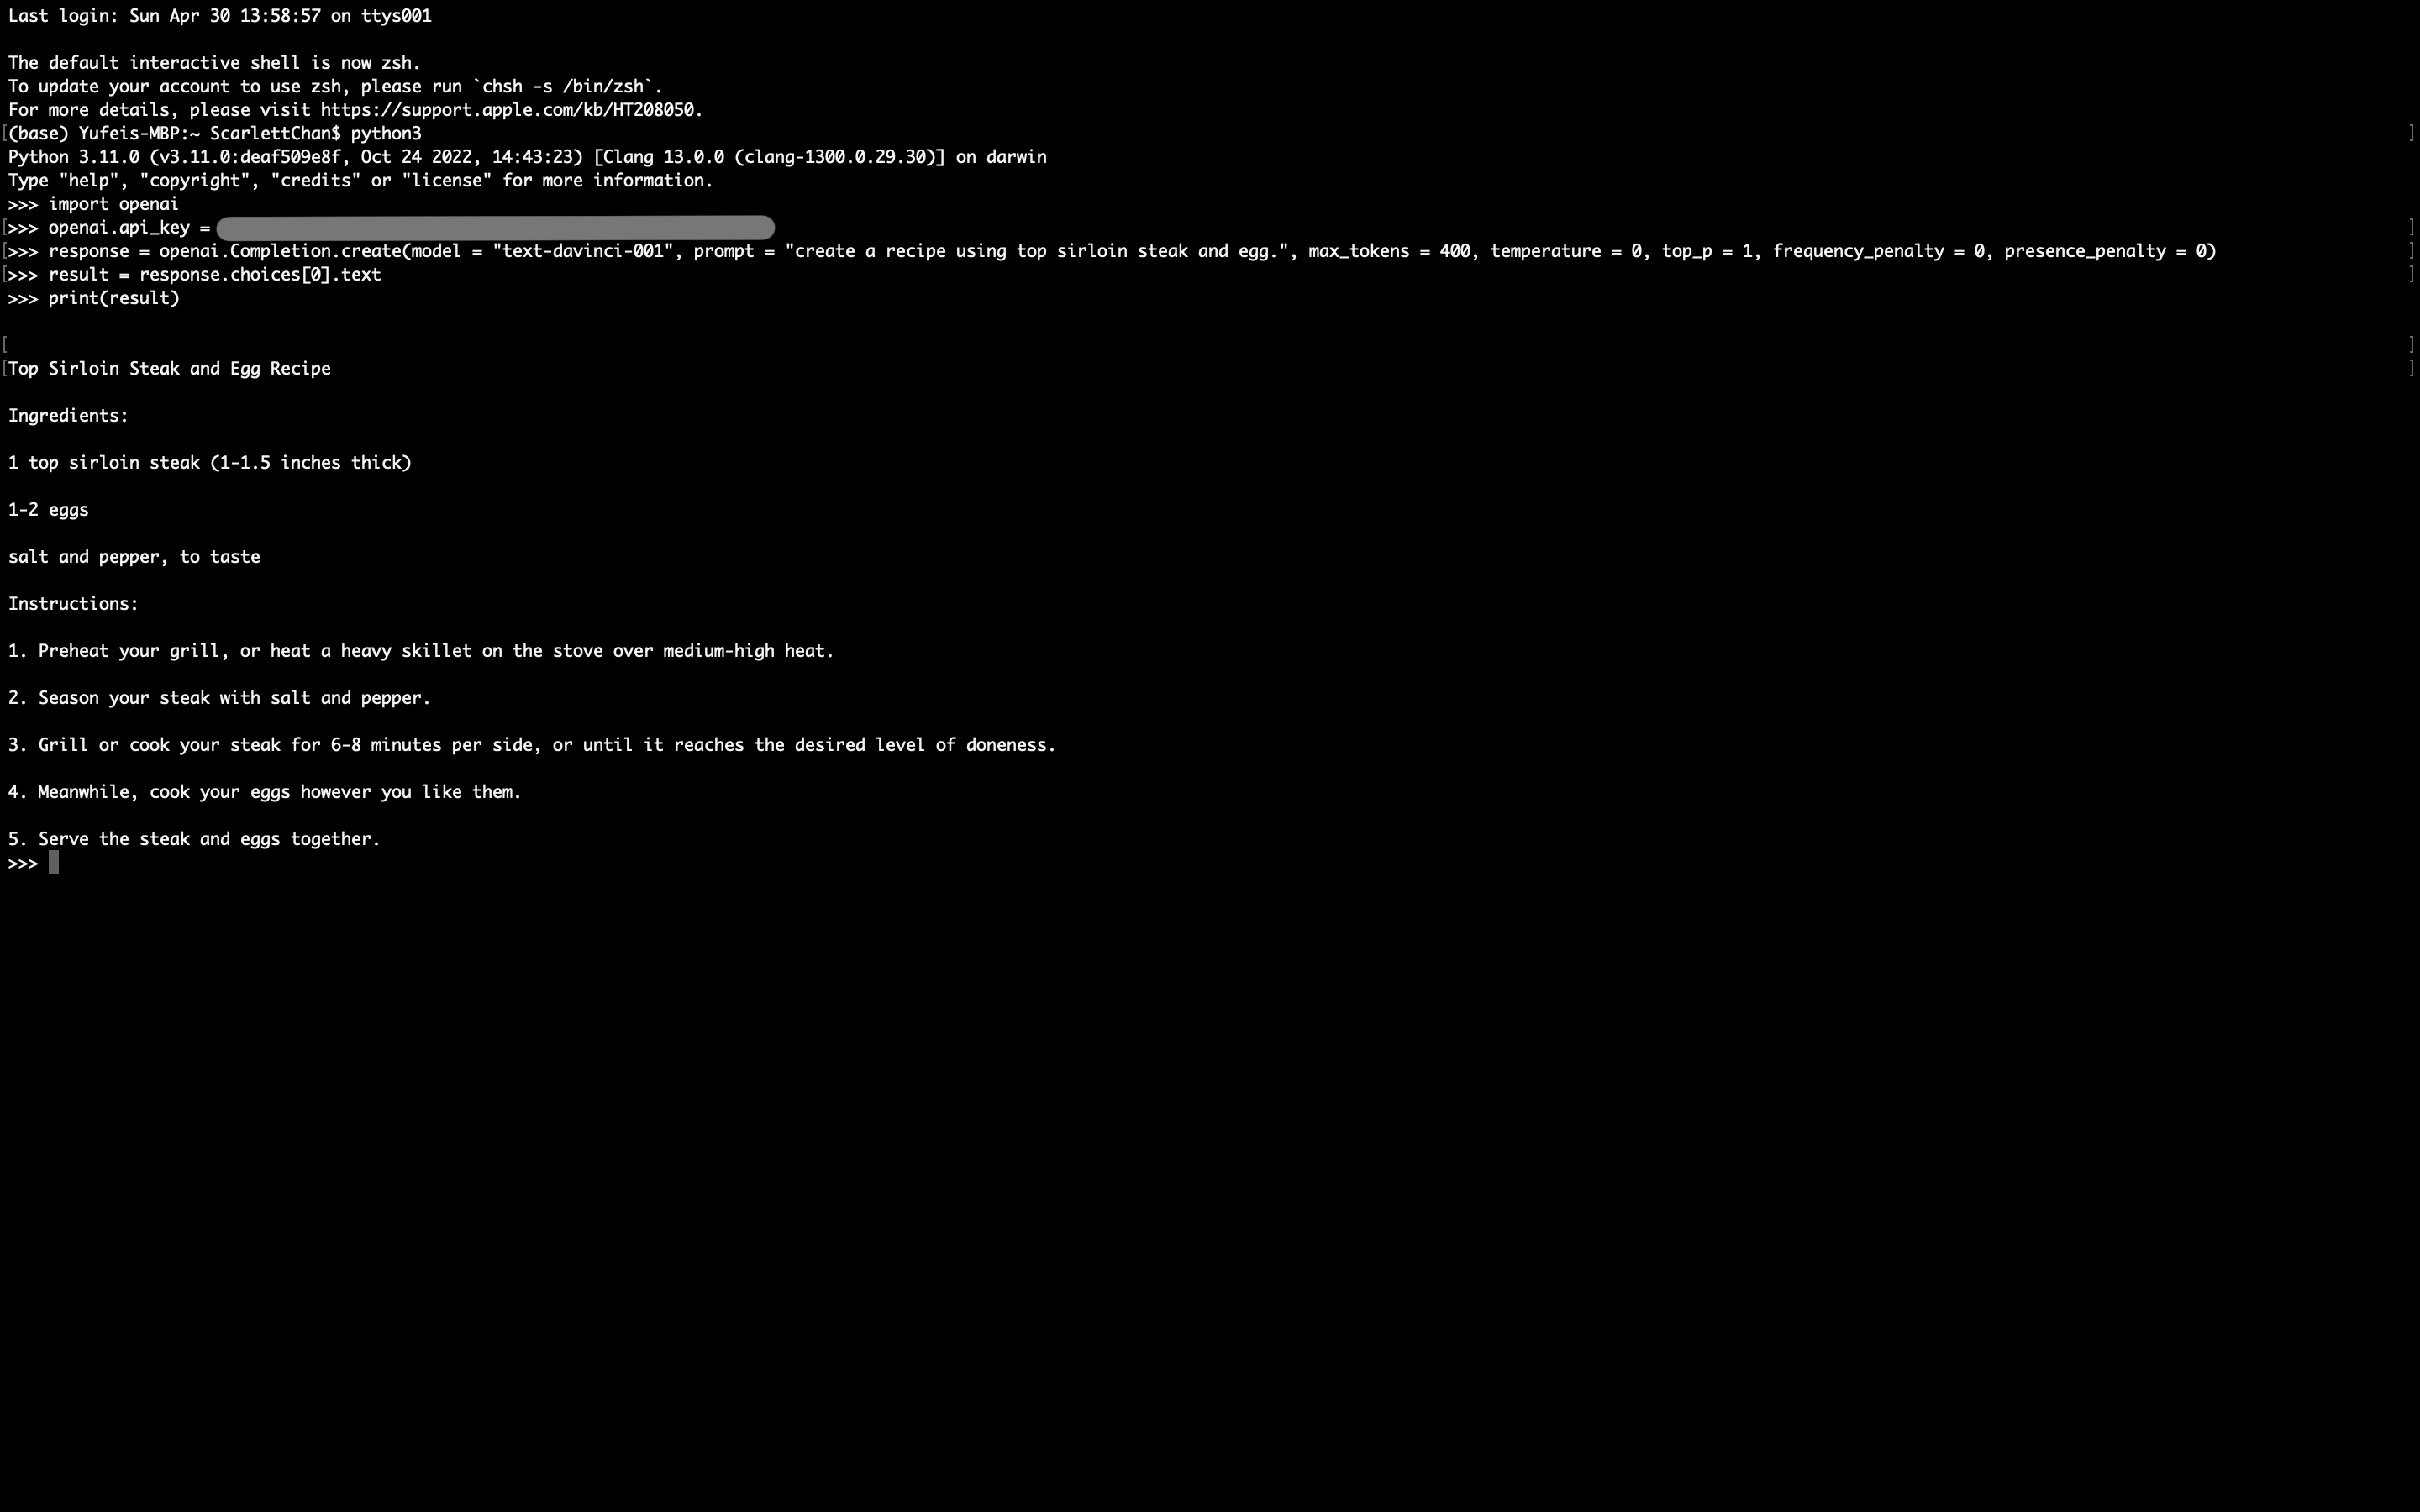 Last login: Sun Apr 30 13:58:57 on ttys001
The default interactive shell is now zsh.
To update your account to use zsh, please run `chsh -s /bin/zsh`.
For more details, please visit https://support.apple.com/kb/HT208050.
[(base) Yufeis-MBP:~ ScarlettChan$ python3 ]
Python 3.11.0 (v3.11.0:deaf509e8f, Oct 24 2022, 14:43:23) [Clang 13.0.0 (clang-1300.0.29.30)] on darwin
Type "help", "copyright", "credits" or "license" for more information.
>>> import openai
[>>> openai.api_key = ]
[>>> response = openai.Completion.create(model = "text-davinci-001", prompt = "create a recipe using top sirloin steak and egg.", max_tokens = 400, temperature = 0, top_p = 1, frequency_penalty = 0, presence_penalty = 0) ]
[>>> result = response.choices[0].text ]
>>> print(result)
[ ]
[Top Sirloin Steak and Egg Recipe ]
Ingredients:
1 top sirloin steak (1-1.5 inches thick)
1-2 eggs
salt and pepper, to taste
Instructions:
1. Preheat your grill, or heat a heavy skillet on the stove over medium-high heat.
2. Season your steak with salt and pepper.
3. Grill or cook your steak for 6-8 minutes per side, or until it reaches the desired level of doneness.
4. Meanwhile, cook your eggs however you like them.
5. Serve the steak and eggs together.
>>>